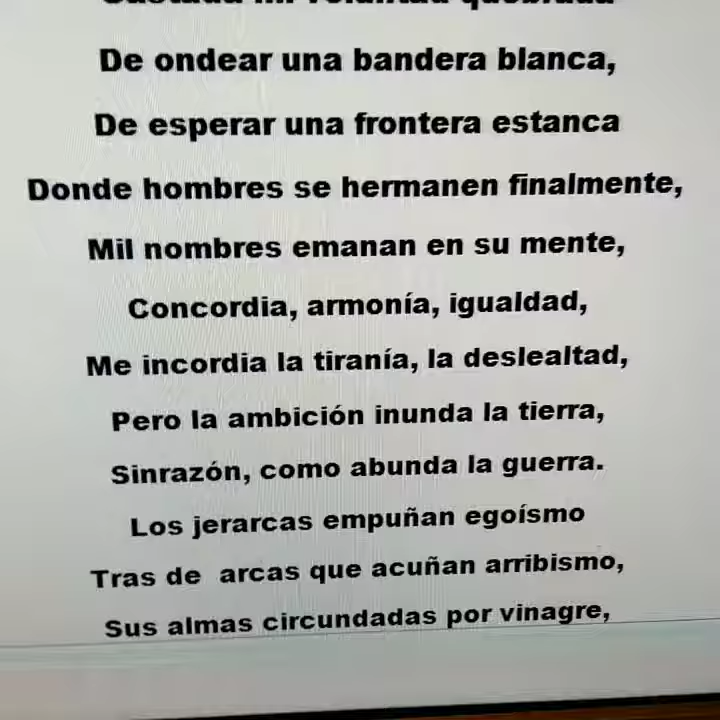 De ondear una bandera blanca,
De esperar una frontera estanca
Donde hombres se hermanen finalmente,
Mil nombres emanan en su mente,
Concordia, armonía, igualdad,
Me incordia la tiranía, la deslealtad,
Pero la ambición inunda la tierra,
Sinrazón, como abunda la guerra.
Los jerarcas empuñan egoísmo
Tras de  arcas que acuñan arribismo,
Sus almas circundadas por vinagre,